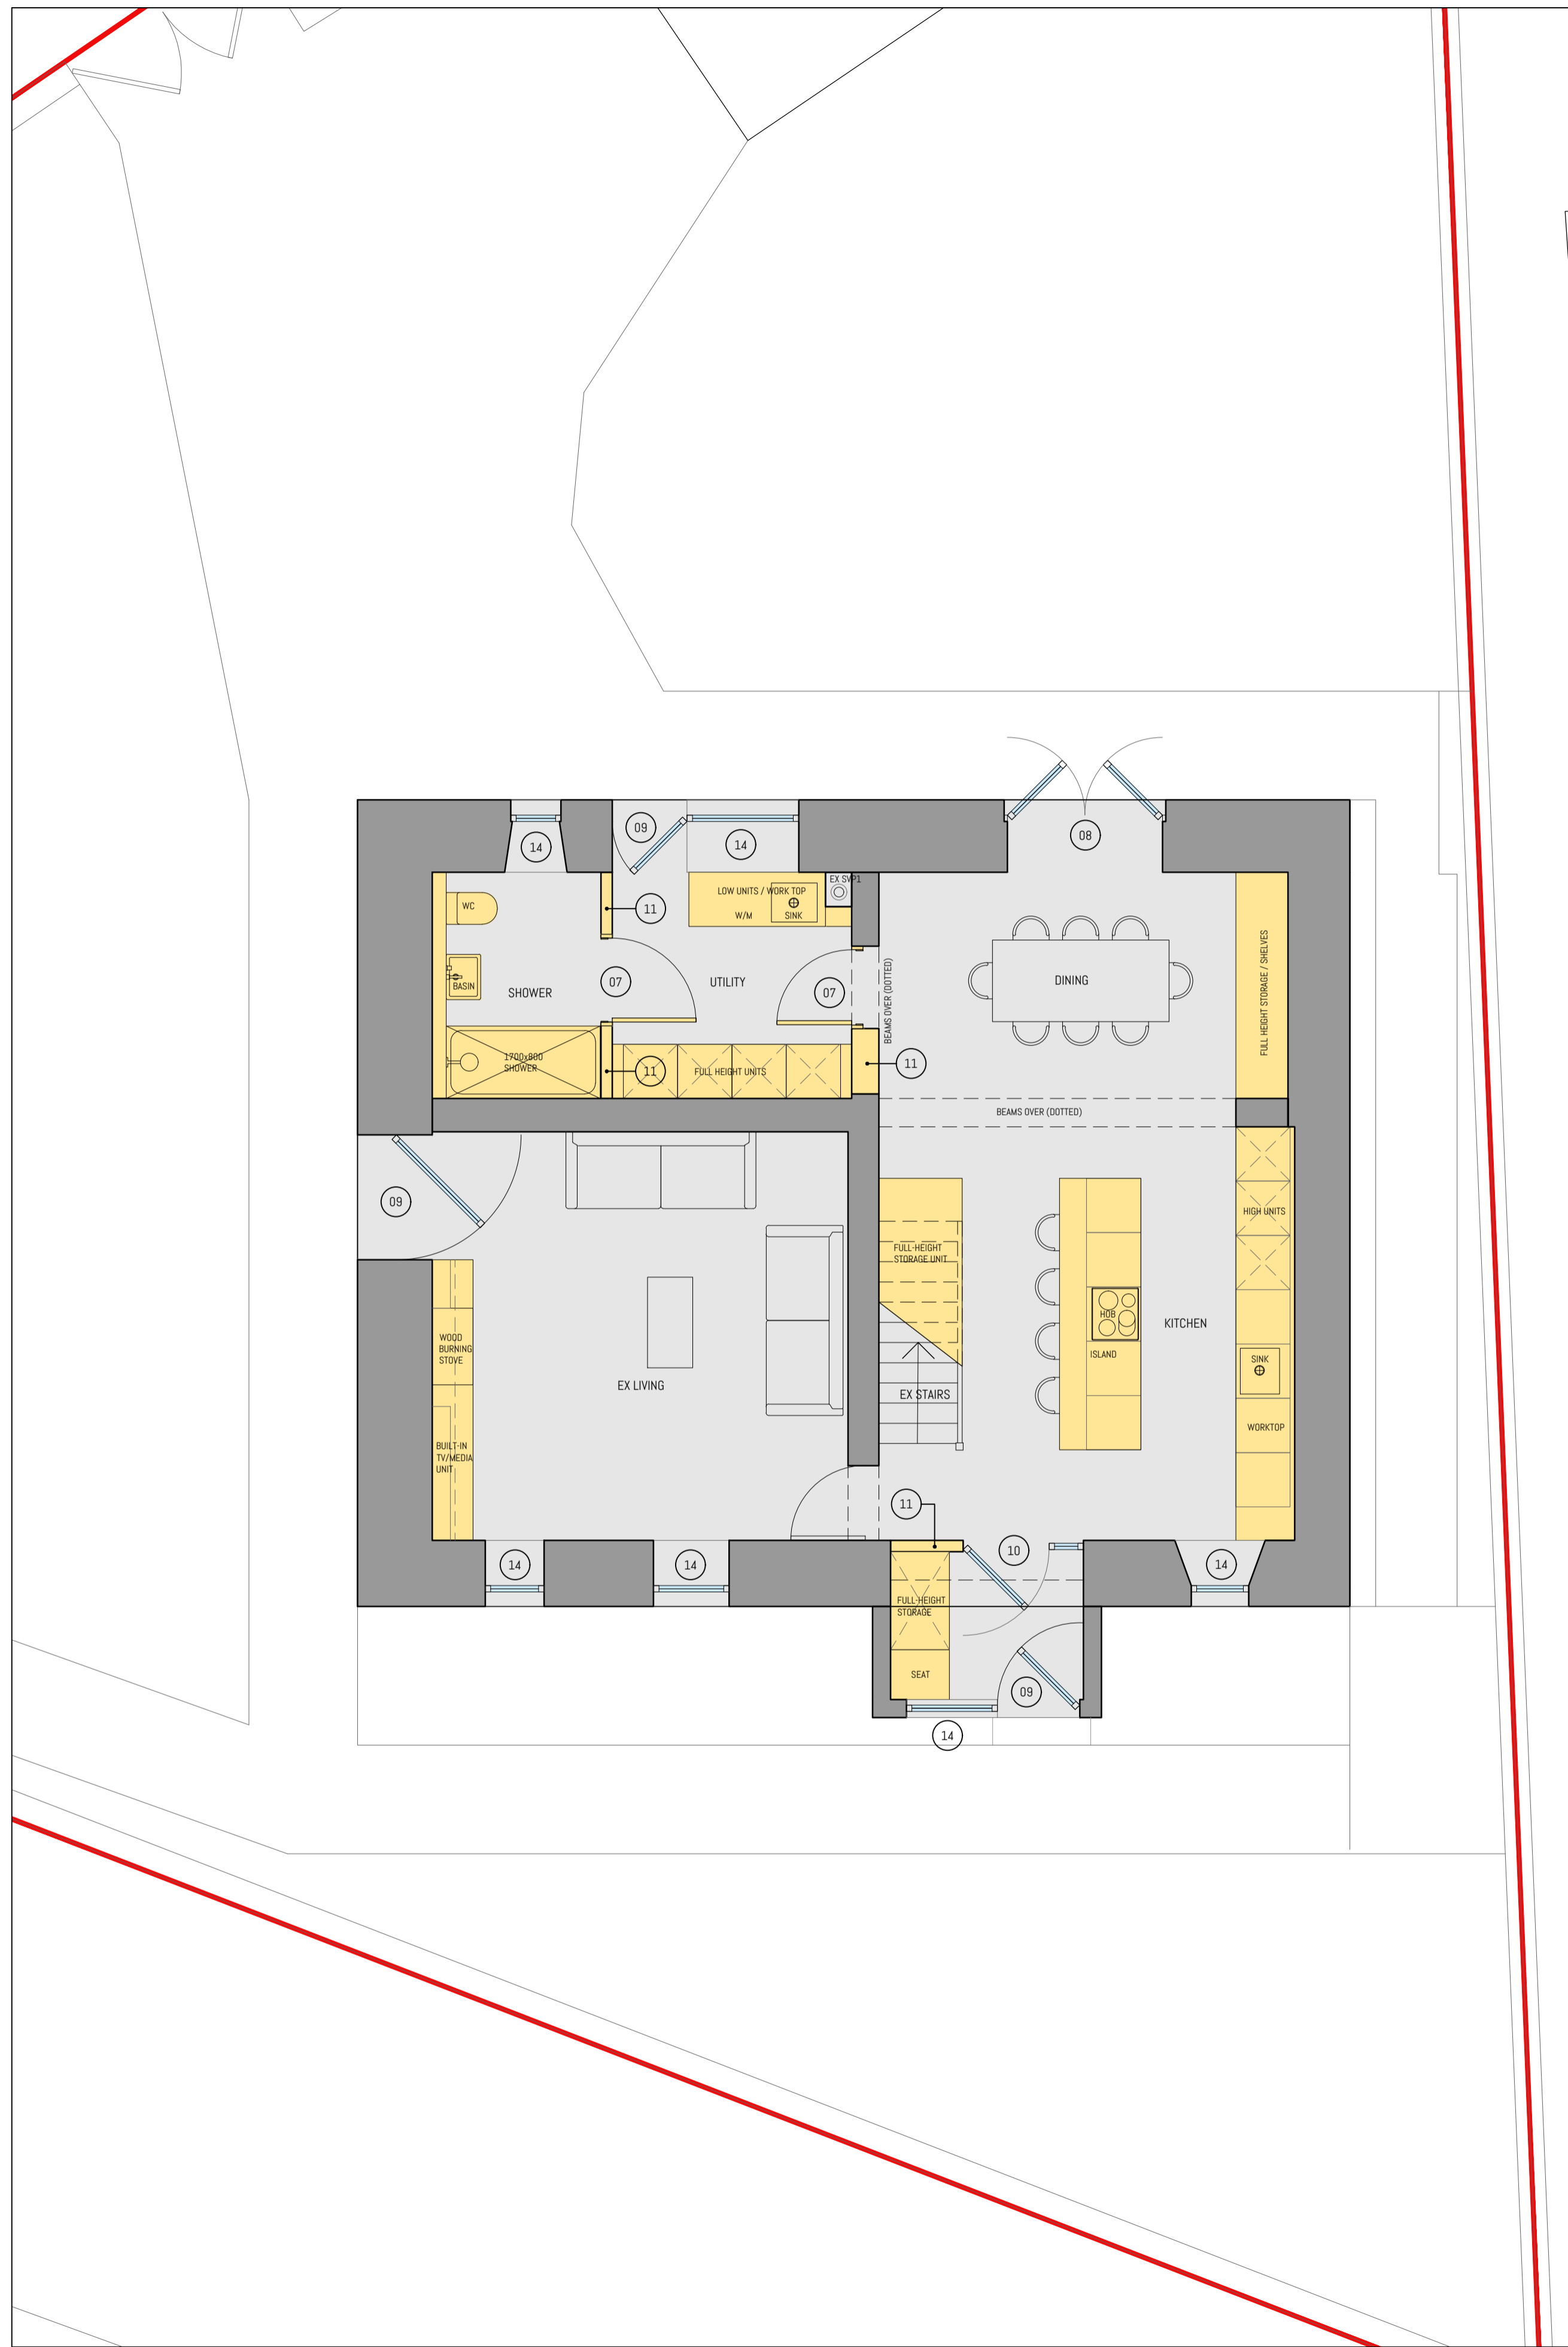 09
08
14
14
EX SVP1
LOW UNITS / WORK TOP
W/M
SINK
WC
11
BASIN
SHOWER
07
UTILITY
07
BEAMS OVER (DOTTED)
DINING
FULL HEIGHT STORAGE / SHELVES
1700x800
SHOWER
11
FULL HEIGHT UNITS
11
BEAMS OVER (DOTTED)
09
HIGH UNITS
FULL-HEIGHT
STORAGE UNIT
HOB
KITCHEN
WOOD
BURNING
STOVE
ISLAND
SINK
EX LIVING
EX STAIRS
WORKTOP
BUILT-IN
TV/MEDIA
UNIT
11
10
14
14
14
FULL-HEIGHT
STORAGE
SEAT
09
14